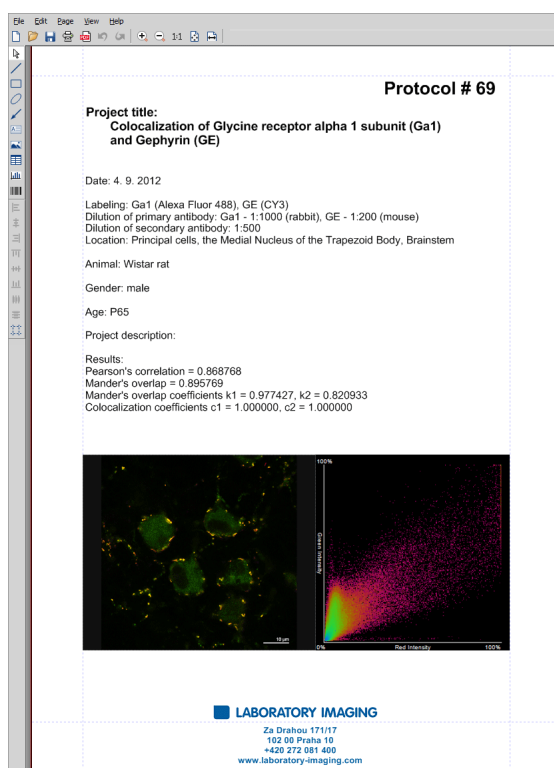 File Edit Page View Help
1:1
Protocol # 69
Project title:
Colocalization of Glycine receptor alpha 1 subunit (Ga1)
and Gephyrin (GE)
Date: 4. 9. 2012
Labeling: Ga1 (Alexa Fluor 488), GE (CY3)
Dilution of primary antibody: Ga1 - 1:1000 (rabbit), GE - 1:200 (mouse)
Dilution of secondary antibody: 1:500
Location: Principal cells, the Medial Nucleus of the Trapezoid Body, Brainstem
Animal: Wistar rat
Gender: male
Age: P65
Project description:
Results:
Pearson's correlation = 0.868768
Mander's overlap = 0.895769
Mander's overlap coefficients k1 = 0.977427, k2 = 0.820933
Colocalization coefficients c1 = 1.000000, c2 = 1.000000
10 µm
100%
Green Intensity
0% Red Intensity 100%
LABORATORY IMAGING
Za Drahou 171/17
102 00 Praha 10
+420 272 081 400
www.laboratory-imaging.com